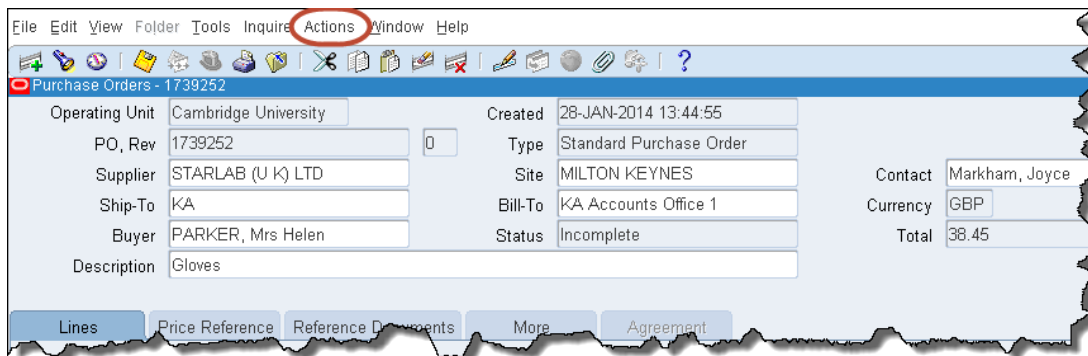 File Edit View Folder Tools Inquire Actions Window Help
?
Purchase Orders - 1739252
Operating Unit Cambridge University Created 28-JAN-2014 13:44:55
PO, Rev 1739252 0 Type Standard Purchase Order
Supplier STARLAB (U K) LTD Site MILTON KEYNES Contact Markham, Joyce
Ship-To KA Bill-To KA Accounts Office 1 Currency GBP
Buyer PARKER, Mrs Helen Status Incomplete Total 38.45
Description Gloves
Lines Price Reference Reference Documents More Agreement